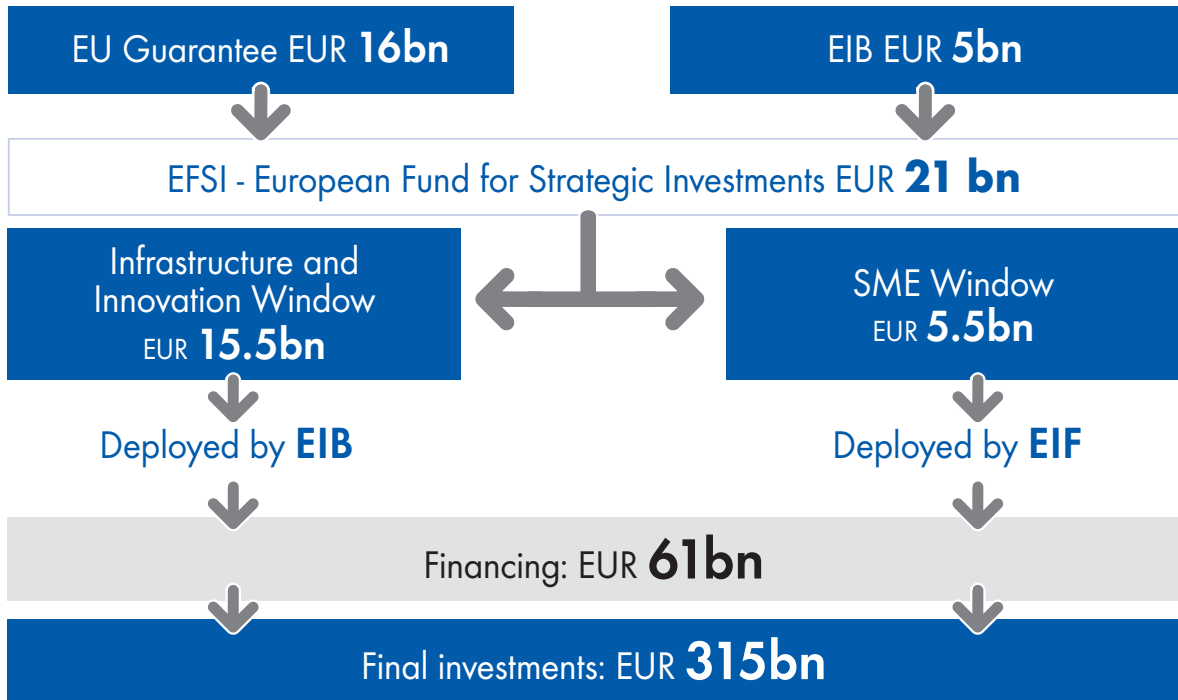 EU Guarantee EUR 16bn
EIB EUR 5bn
EFSI - European Fund for Strategic Investments EUR 21 bn
Infrastructure and
Innovation Window
EUR 15.5bn
SME Window
EUR 5.5bn
Deployed by EIB
Deployed by EIF
Financing: EUR 61bn
Final investments: EUR 315bn